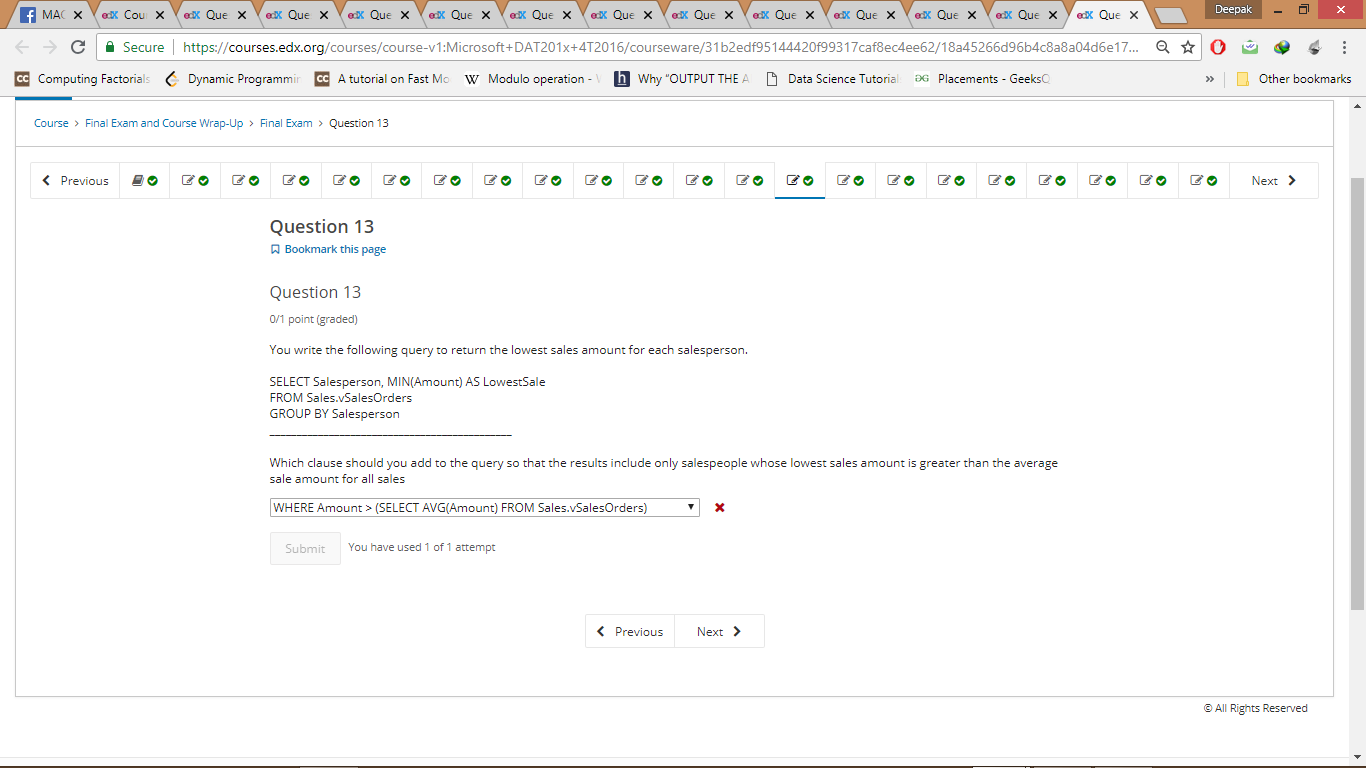 MAC
Cou
Que
Que
Que
Que
Que
Que
Que
Que
Que
Que
Que
Que
Deepak
Secure
https://courses.edx.org/courses/course-v1:Microsoft+DAT201x+4T2016/courseware/31b2edf95144420f99317caf8ec4ee62/18a45266d96b4c8a8a04d6e17...
Computing Factorials
Dynamic Programmin
A tutorial on Fast Mo
Modulo operation -
Why "OUTPUT THE A
Data Science Tutorial
Placements - GeeksQ
»
Other bookmarks
Course > Final Exam and Course Wrap-Up > Final Exam > Question 13
Previous
Next
Question 13
Bookmark this page
Question 13
0/1 point (graded)
You write the following query to return the lowest sales amount for each salesperson.
SELECT Salesperson, MIN(Amount) AS LowestSale
FROM Sales.vSalesOrders
GROUP BY Salesperson
____________________________________________
Which clause should you add to the query so that the results include only salespeople whose lowest sales amount is greater than the average
sale amount for all sales
WHERE Amount > (SELECT AVG(Amount) FROM Sales.vSalesOrders)
Submit
You have used 1 of 1 attempt
Previous
Next
© All Rights Reserved